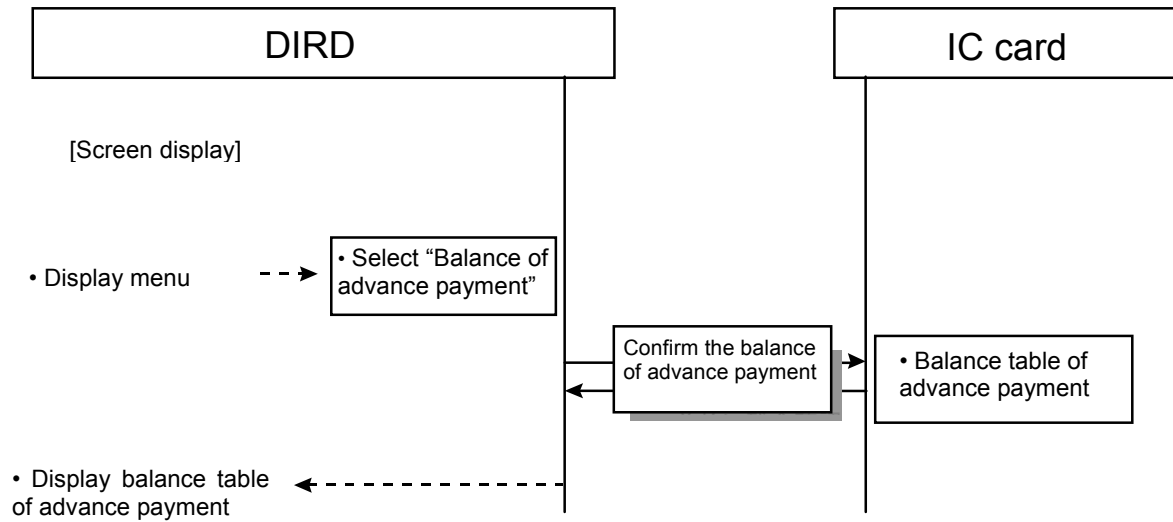 DIRD
IC card
[Screen display]
• Display menu
• Select “Balance of
advance payment”
Confirm the balance
of advance payment
• Balance table of
advance payment
• Display balance table
of advance payment